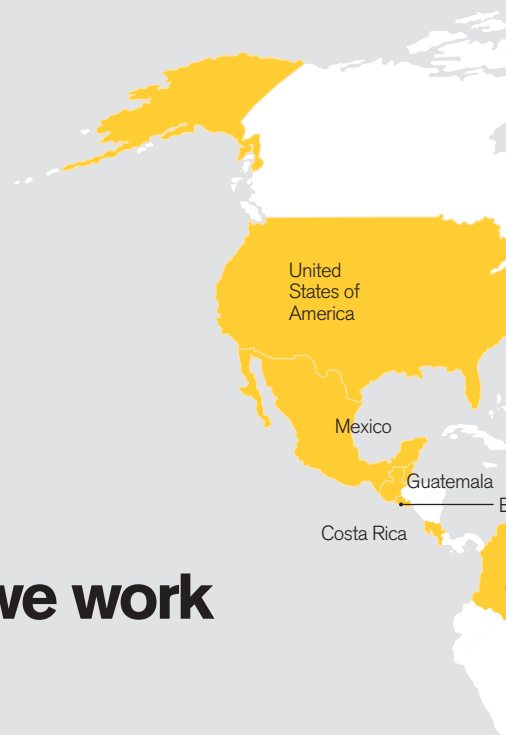 United
States of
America
Mexico
Guatemala
E
Costa Rica
we work